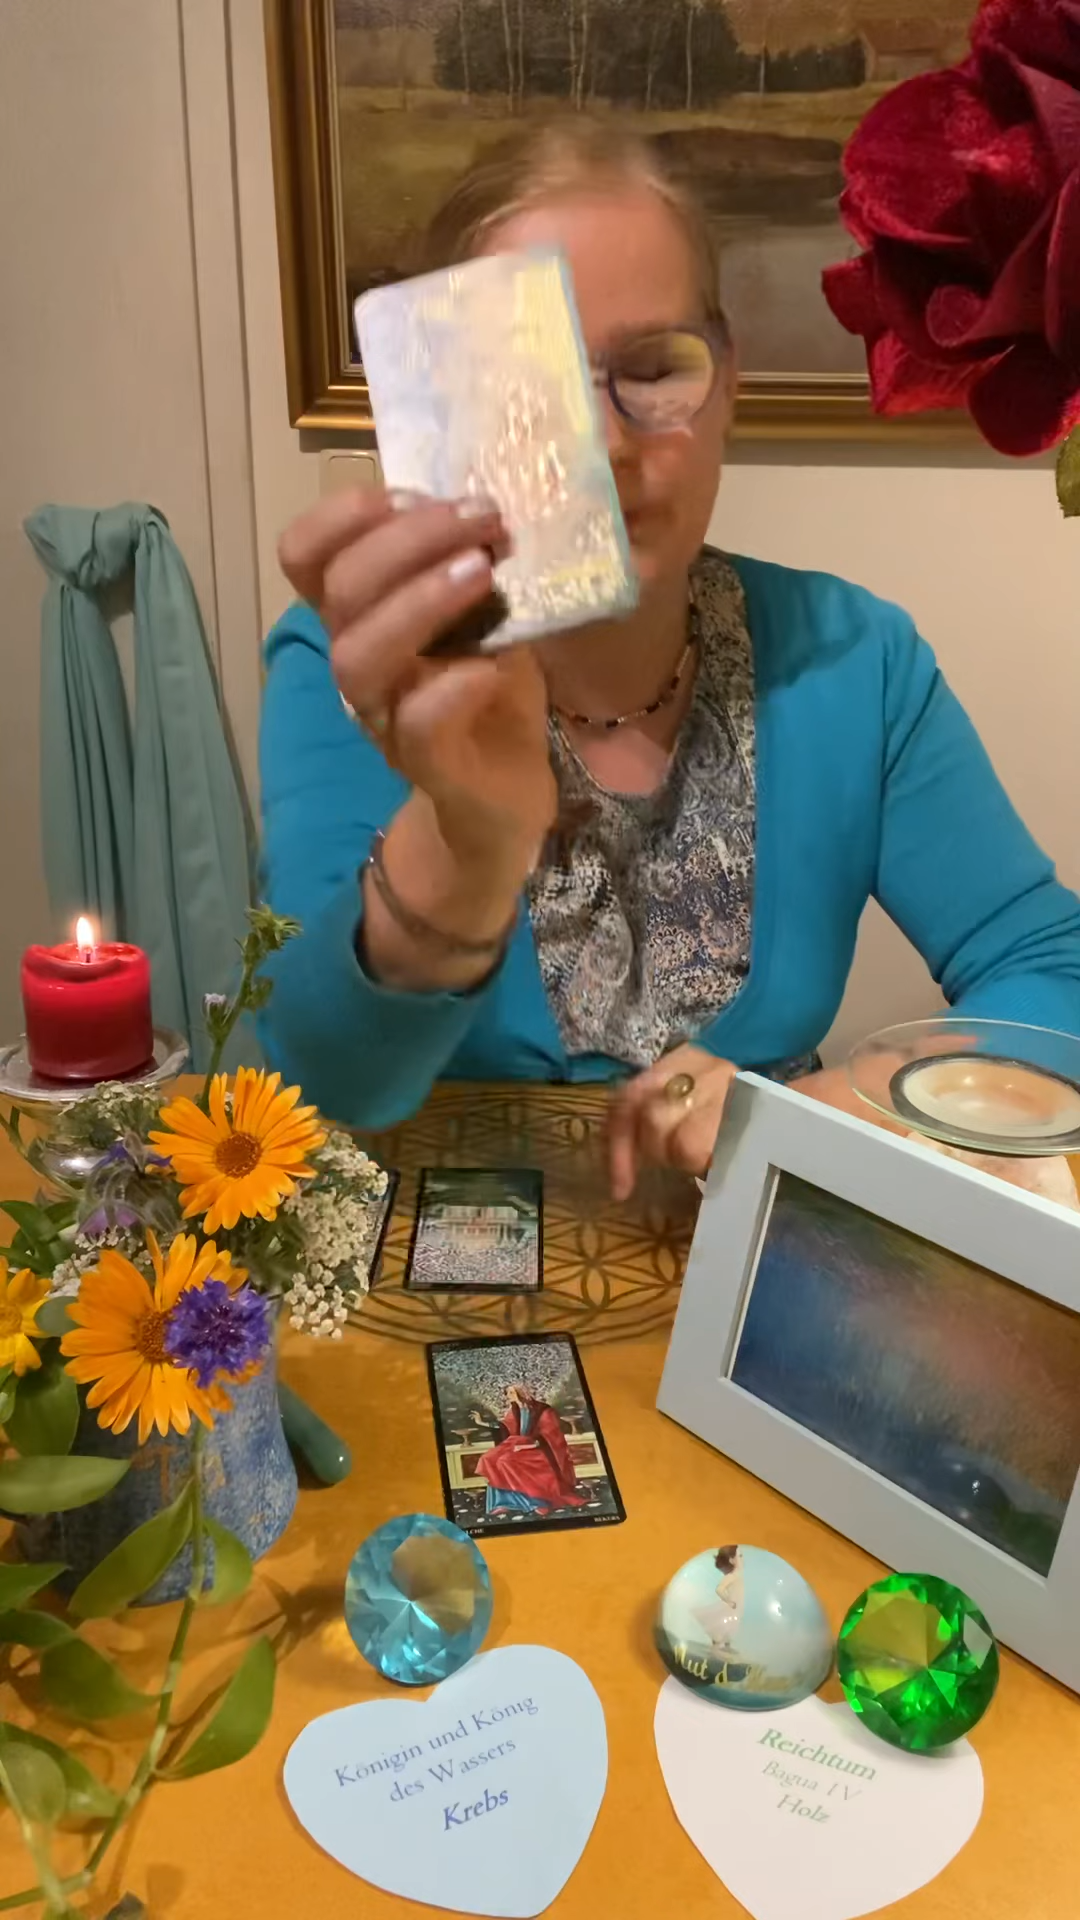 Königin und König
des Wassers
Krebs
Reichtum
Bagua IV
Holz